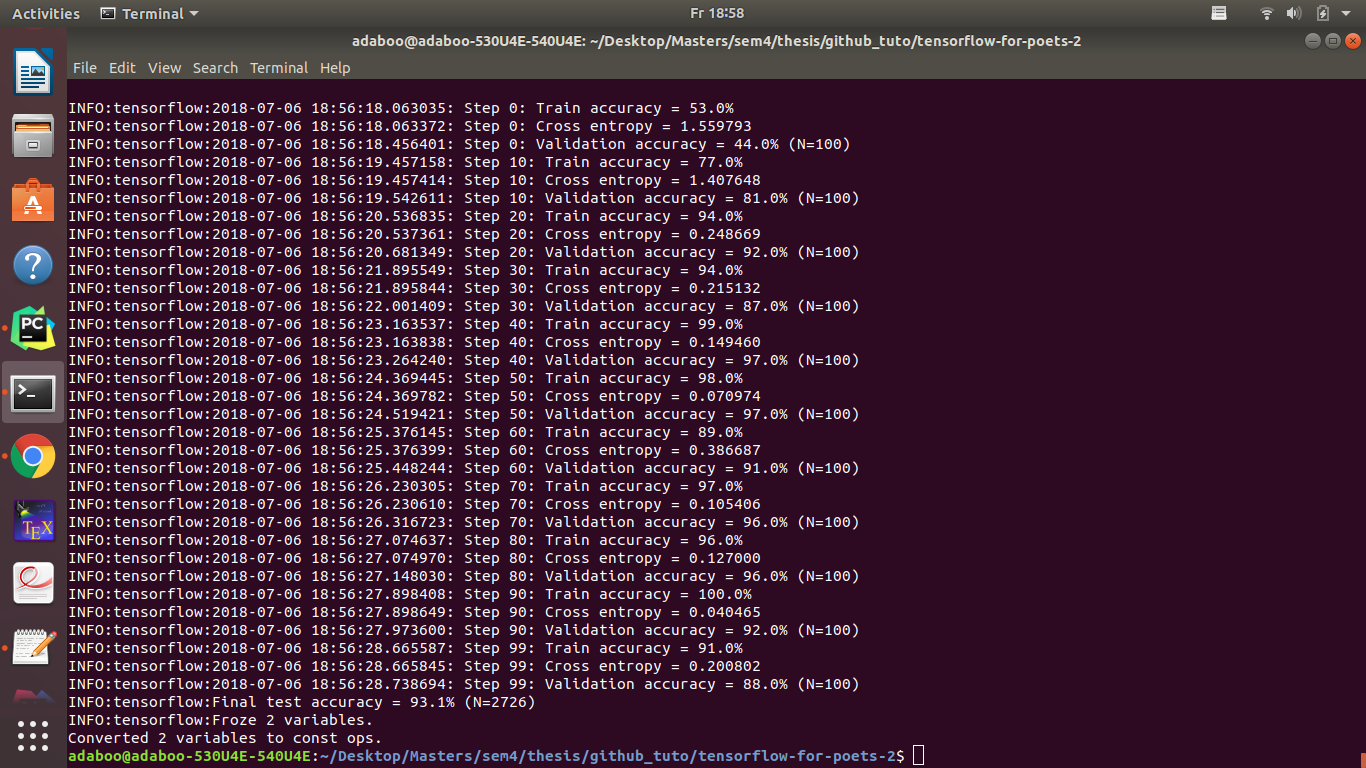 Activities Terminal Fr 18:58
adaboo@adaboo-530U4E-540U4E: ~/Desktop/Masters/sem4/thesis/github_tuto/tensorflow-for-poets-2
File Edit View Search Terminal Help
INFO:tensorflow:2018-07-06 18:56:18.063035: Step 0: Train accuracy = 53.0%
INFO:tensorflow:2018-07-06 18:56:18.063372: Step 0: Cross entropy = 1.559793
INFO:tensorflow:2018-07-06 18:56:18.456401: Step 0: Validation accuracy = 44.0% (N=100)
INFO:tensorflow:2018-07-06 18:56:19.457158: Step 10: Train accuracy = 77.0%
INFO:tensorflow:2018-07-06 18:56:19.457414: Step 10: Cross entropy = 1.407648
INFO:tensorflow:2018-07-06 18:56:19.542611: Step 10: Validation accuracy = 81.0% (N=100)
INFO:tensorflow:2018-07-06 18:56:20.536835: Step 20: Train accuracy = 94.0%
INFO:tensorflow:2018-07-06 18:56:20.537361: Step 20: Cross entropy = 0.248669
INFO:tensorflow:2018-07-06 18:56:20.681349: Step 20: Validation accuracy = 92.0% (N=100)
INFO:tensorflow:2018-07-06 18:56:21.895549: Step 30: Train accuracy = 94.0%
INFO:tensorflow:2018-07-06 18:56:21.895844: Step 30: Cross entropy = 0.215132
INFO:tensorflow:2018-07-06 18:56:22.001409: Step 30: Validation accuracy = 87.0% (N=100)
INFO:tensorflow:2018-07-06 18:56:23.163537: Step 40: Train accuracy = 99.0%
INFO:tensorflow:2018-07-06 18:56:23.163838: Step 40: Cross entropy = 0.149460
INFO:tensorflow:2018-07-06 18:56:23.264240: Step 40: Validation accuracy = 97.0% (N=100)
INFO:tensorflow:2018-07-06 18:56:24.369445: Step 50: Train accuracy = 98.0%
INFO:tensorflow:2018-07-06 18:56:24.369782: Step 50: Cross entropy = 0.070974
INFO:tensorflow:2018-07-06 18:56:24.519421: Step 50: Validation accuracy = 97.0% (N=100)
INFO:tensorflow:2018-07-06 18:56:25.376145: Step 60: Train accuracy = 89.0%
INFO:tensorflow:2018-07-06 18:56:25.376399: Step 60: Cross entropy = 0.386687
INFO:tensorflow:2018-07-06 18:56:25.448244: Step 60: Validation accuracy = 91.0% (N=100)
INFO:tensorflow:2018-07-06 18:56:26.230305: Step 70: Train accuracy = 97.0%
INFO:tensorflow:2018-07-06 18:56:26.230610: Step 70: Cross entropy = 0.105406
INFO:tensorflow:2018-07-06 18:56:26.316723: Step 70: Validation accuracy = 96.0% (N=100)
INFO:tensorflow:2018-07-06 18:56:27.074637: Step 80: Train accuracy = 96.0%
INFO:tensorflow:2018-07-06 18:56:27.074970: Step 80: Cross entropy = 0.127000
INFO:tensorflow:2018-07-06 18:56:27.148030: Step 80: Validation accuracy = 96.0% (N=100)
INFO:tensorflow:2018-07-06 18:56:27.898408: Step 90: Train accuracy = 100.0%
INFO:tensorflow:2018-07-06 18:56:27.898649: Step 90: Cross entropy = 0.040465
INFO:tensorflow:2018-07-06 18:56:27.973600: Step 90: Validation accuracy = 92.0% (N=100)
INFO:tensorflow:2018-07-06 18:56:28.665587: Step 99: Train accuracy = 91.0%
INFO:tensorflow:2018-07-06 18:56:28.665845: Step 99: Cross entropy = 0.200802
INFO:tensorflow:2018-07-06 18:56:28.738694: Step 99: Validation accuracy = 88.0% (N=100)
INFO:tensorflow:Final test accuracy = 93.1% (N=2726)
INFO:tensorflow:Froze 2 variables.
Converted 2 variables to const ops.
adaboo@adaboo-530U4E-540U4E:~/Desktop/Masters/sem4/thesis/github_tuto/tensorflow-for-poets-2$
PC
TEX